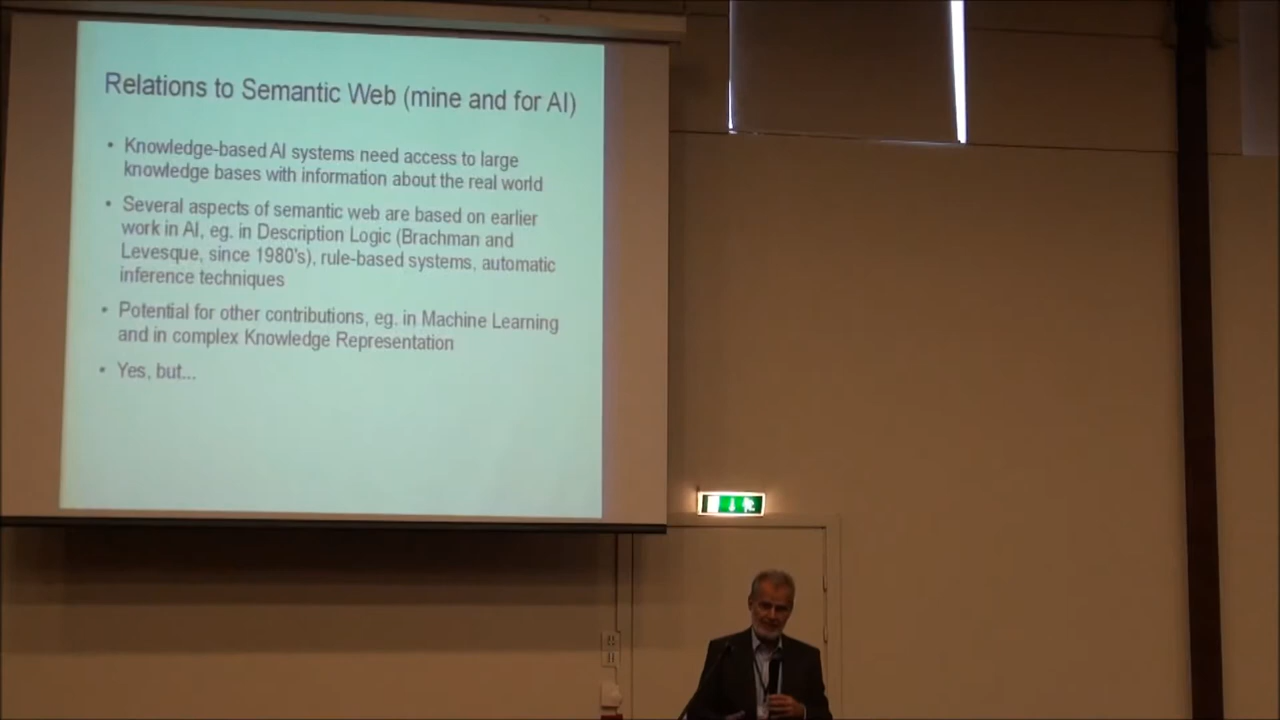 Relations to Semantic Web (mine and for AI)
• Knowledge-based AI systems need access to large
knowledge bases with information about the real world
• Several aspects of semantic web are based on earlier
work in AI, eg. in Description Logic (Brachman and
Levesque, since 1980's), rule-based systems, automatic
inference techniques
• Potential for other contributions, eg. in Machine Learning
and in complex Knowledge Representation
• Yes, but...